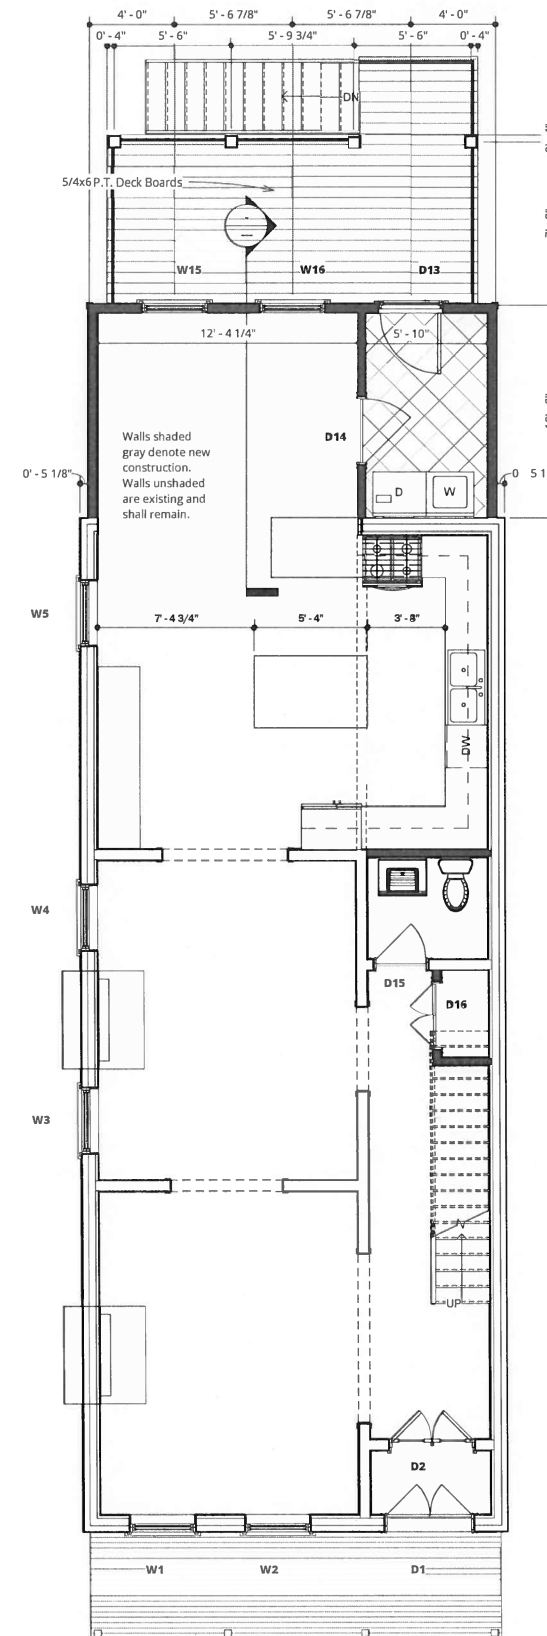 4' - 0" 5' - 6 7/8" 5' - 6 7/8" 4' - 0"
0' - 4" 5' - 6" 5' - 9 3/4" 5' - 6" 0' - 4"
DN
5/4x6 P.T. Deck Boards
W15 W16 D13
12' - 4 1/4" 5' - 10"
D14
Walls shaded
gray denote new
construction.
Walls unshaded
are existing and
shall remain.
0' - 5 1/8" 0 5 1
D W
W5
7' - 4 3/4" 5' - 4" 3' - 8"
DW
W4
D15
D16
W3
UP
D2
W1 W2 D1